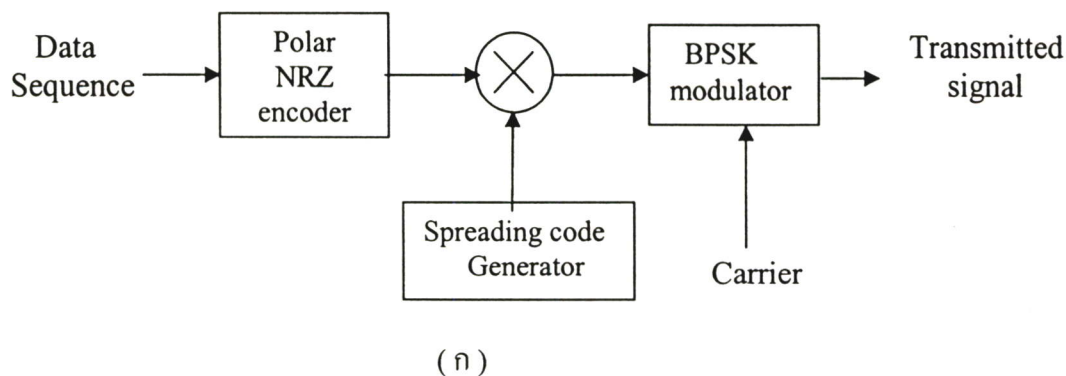 Data
Sequence
Polar
NRZ
encoder
Spreading code
Generator
BPSK
modulator
Carrier
Transmitted
signal
( ก )